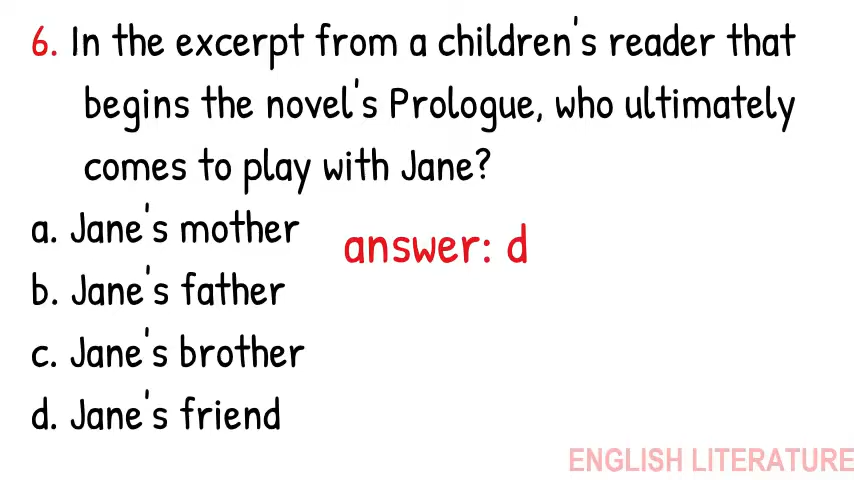 6. In the excerpt from a children's reader that
begins the novel's Prologue, who ultimately
comes to play with Jane?
a. Jane's mother
answer: d
b. Jane's father
c. Jane's brother
d. Jane's friend
ENGLISH LITERATURE